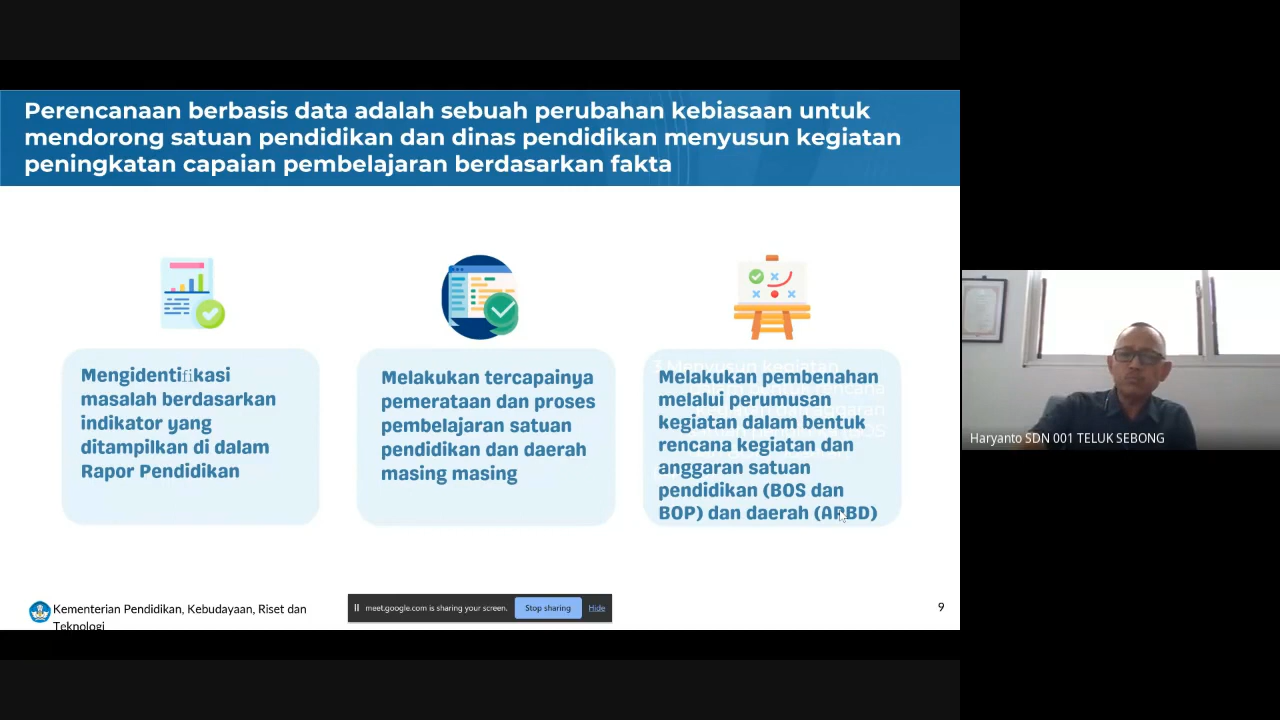 Perencanaan berbasis data adalah sebuah perubahan kebiasaan untuk
mendorong satuan pendidikan dan dinas pendidikan menyusun kegiatan
peningkatan capaian pembelajaran berdasarkan fakta
Mengidentifikasi
masalah berdasarkan
indikator yang
ditampilkan di dalam
Rapor Pendidikan
Melakukan tercapainya
pemerataan dan proses
pembelajaran satuan
pendidikan dan daerah
masing masing
Melakukan pembenahan
melalui perumusan
kegiatan dalam bentuk
rencana kegiatan dan
anggaran satuan
pendidikan (BOS dan
BOP) dan daerah (APBD)
Haryanto SDN 001 TELUK SEBONG
Kementerian Pendidikan, Kebudayaan, Riset dan
Teknologi
meet.google.com is sharing your screen.
Stop sharing
Hide
9